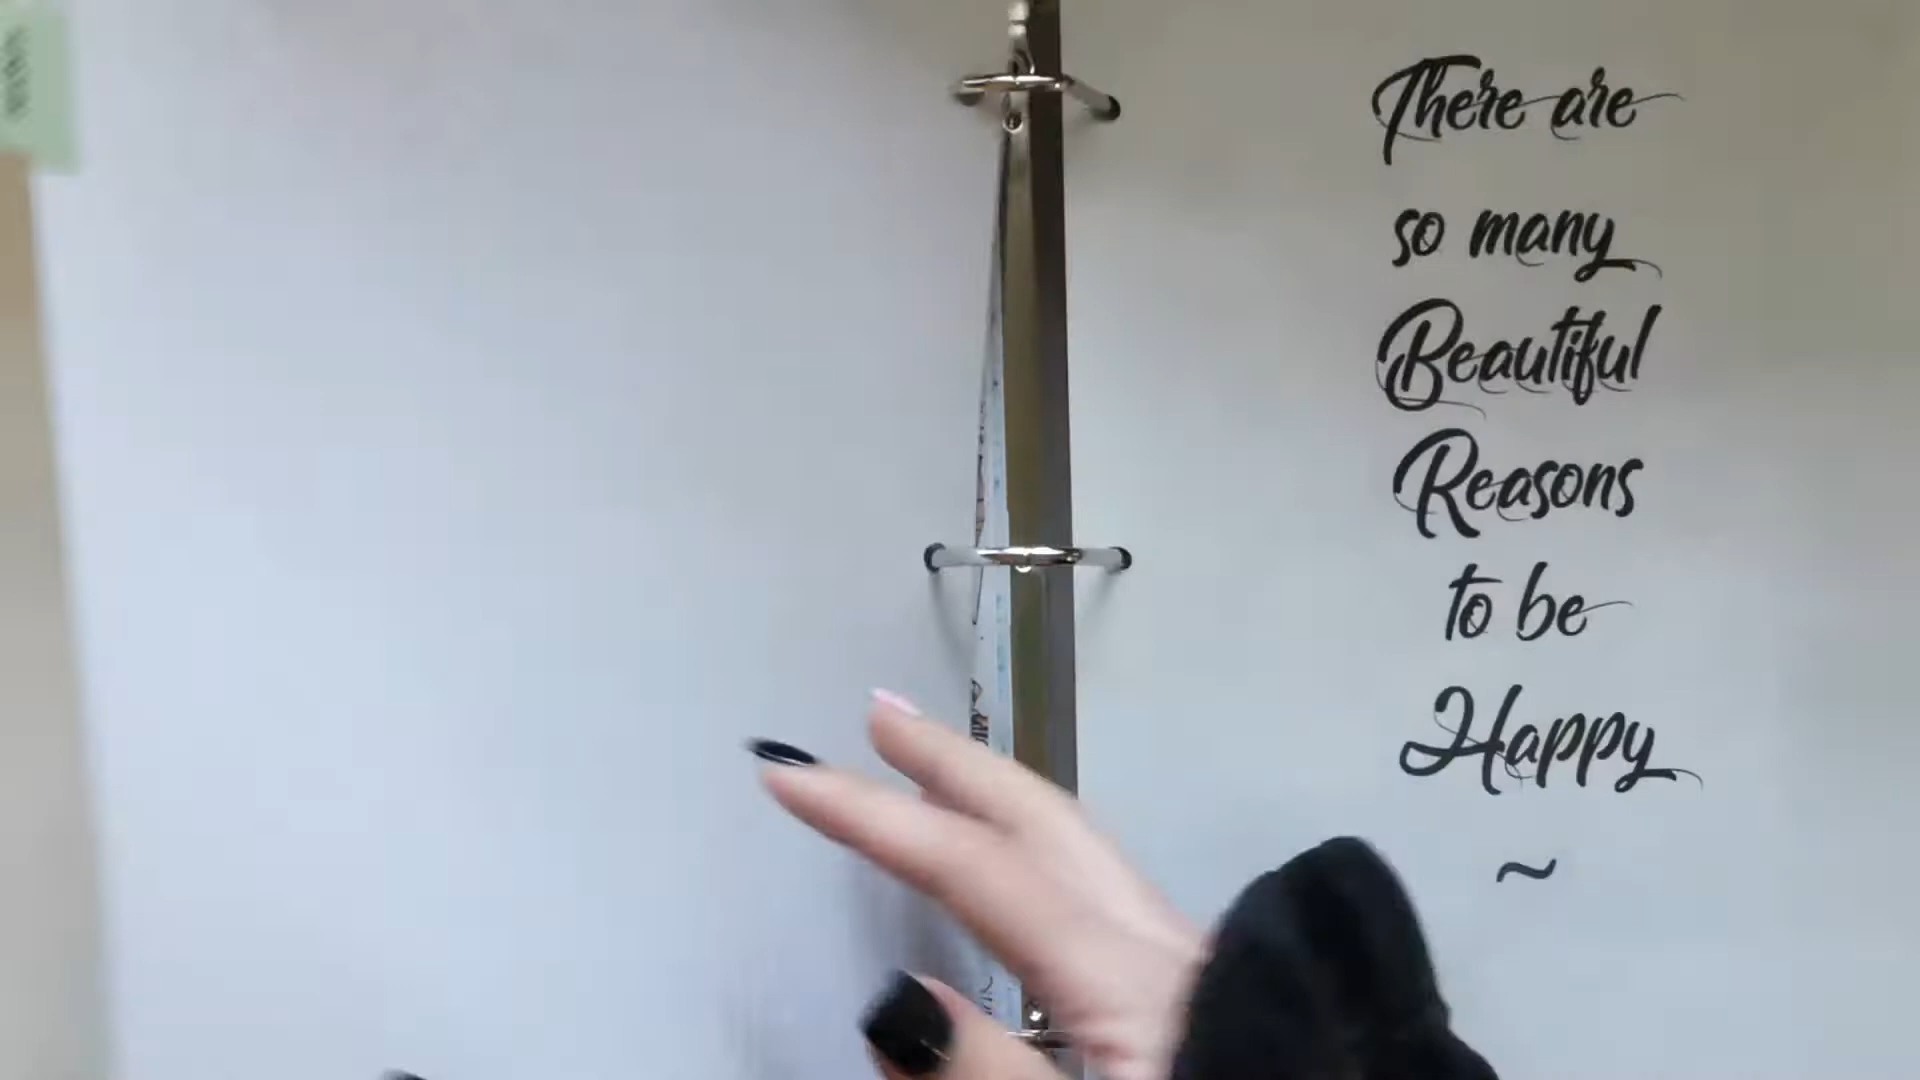 There are
so many
Beautiful
Reasons
to be
Happy
~